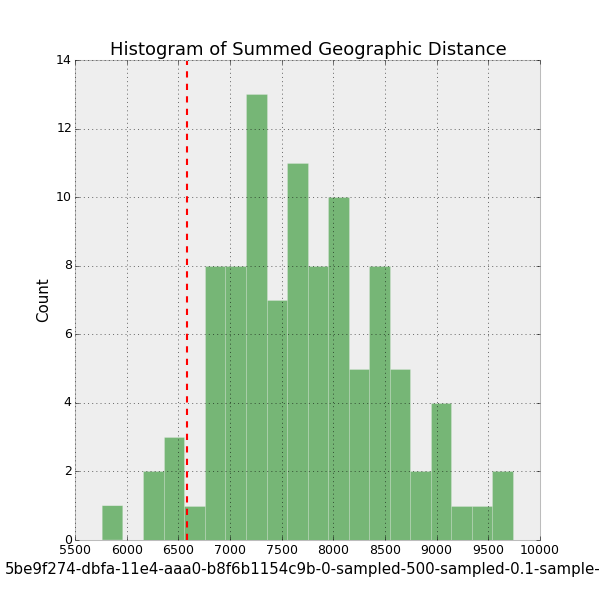 Histogram of Summed Geographic Distance
14
12
10
8
6
4
2
0
Count
5500 6000 6500 7000 7500 8000 8500 9000 9500 10000
5be9f274-dbfa-11e4-aaa0-b8f6b1154c9b-0-sampled-500-sampled-0.1-sample-